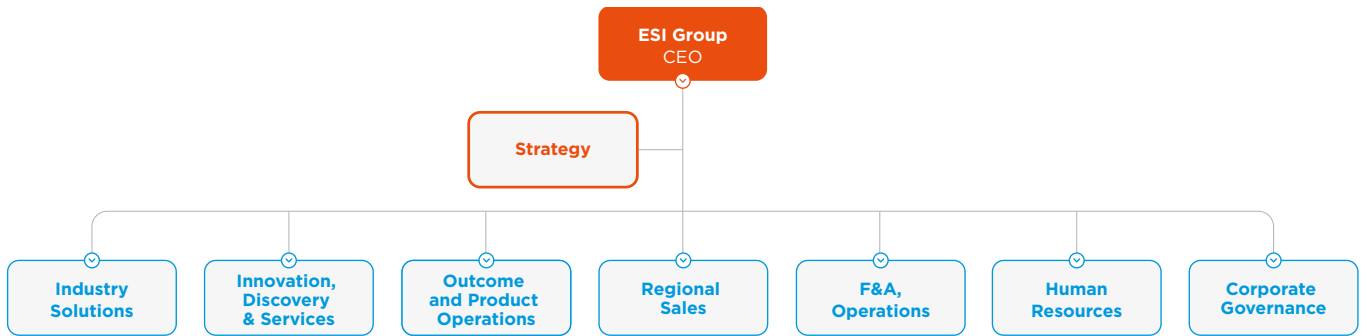 ESI Group
CEO
Strategy
Industry
Solutions
Innovation,
Discovery
& Services
Outcome
and Product
Operations
Regional
Sales
F&A,
Operations
Human
Resources
Corporate
Governance